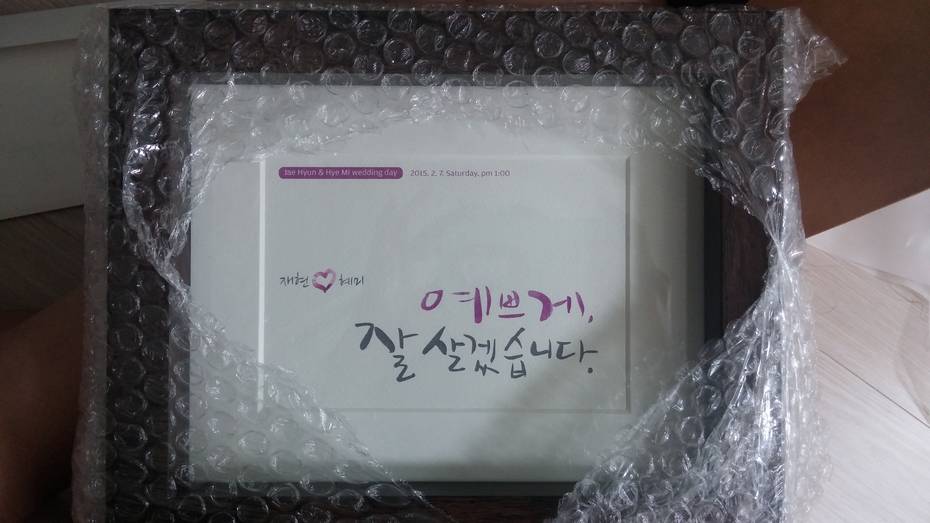 Jae Hyun & Hye Mi wedding day 2015. 2. 7. Saturday, pm 1:00
재현 혜미
예쁘게,
잘 살겠습니다.